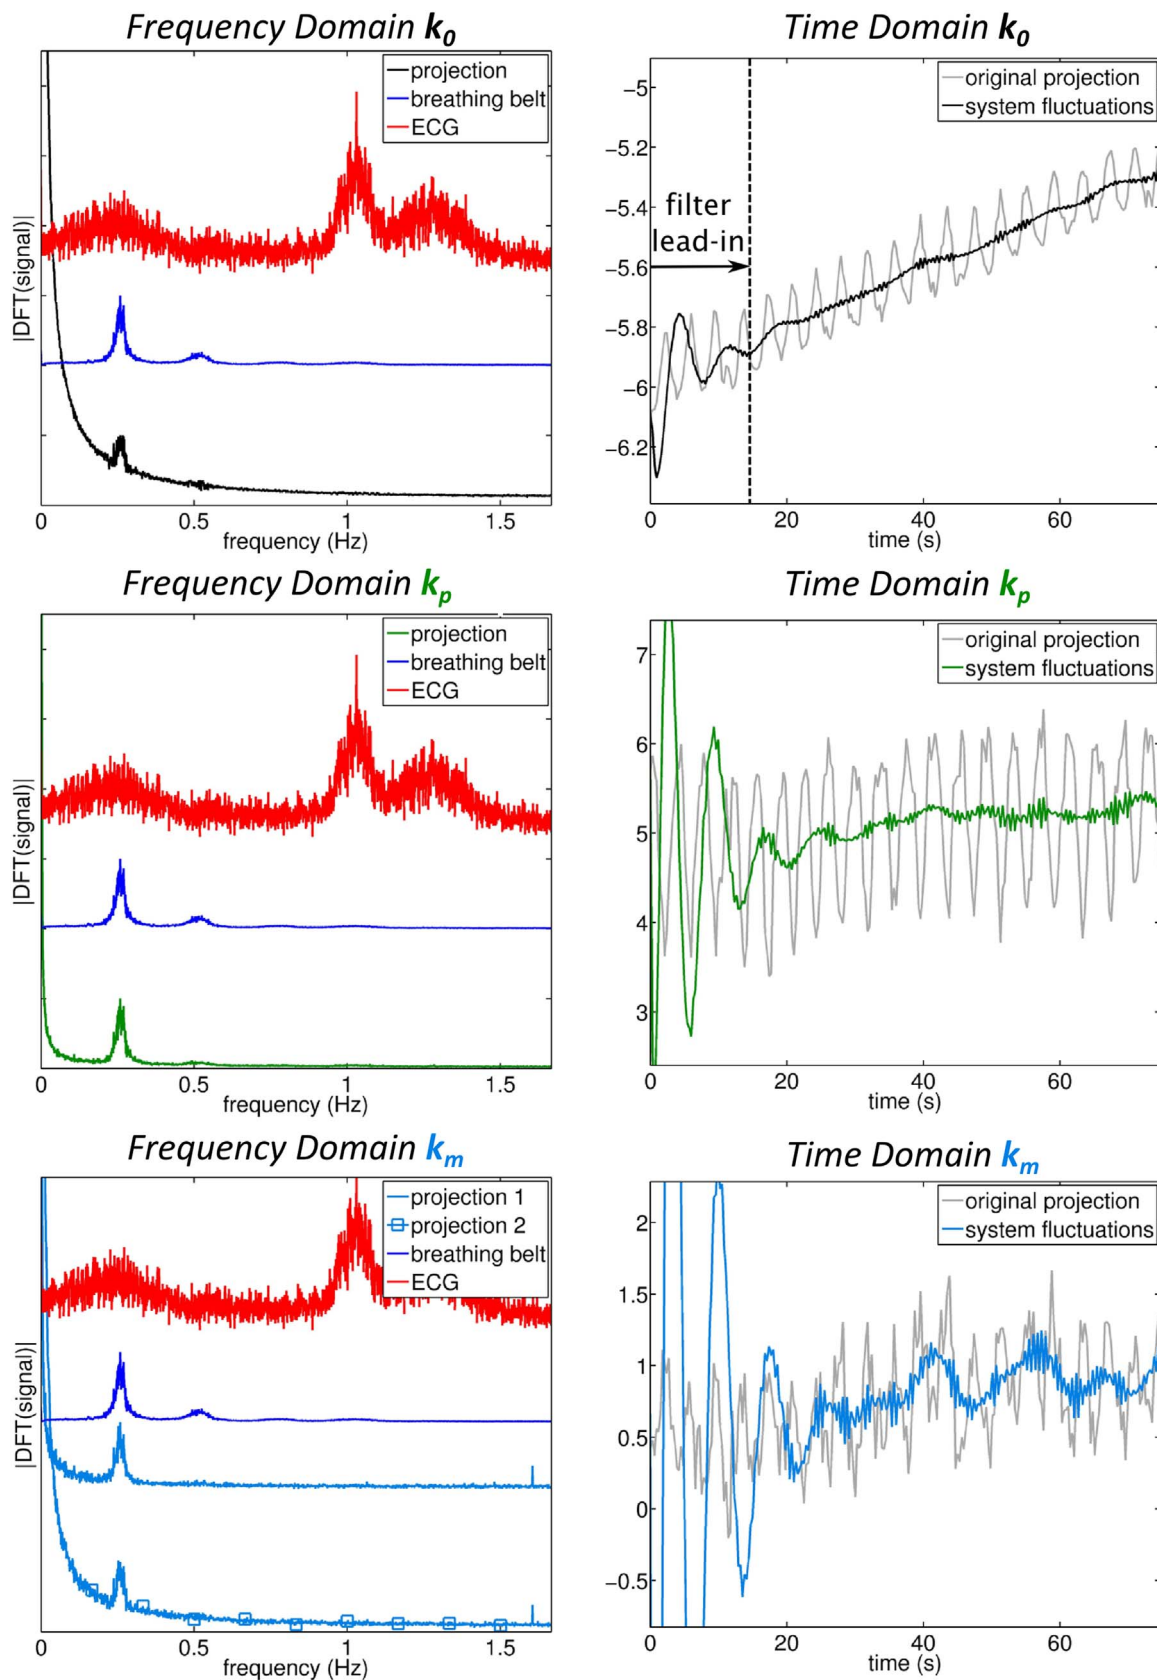 Frequency Domain k0
projection
breathing belt
ECG
|DFT(signal)|
0 0.5 1 1.5
frequency (Hz)
Time Domain k0
original projection
system fluctuations
filter
lead-in
−5
−5.2
−5.4
−5.6
−5.8
−6
−6.2
0 20 40 60
time (s)
Frequency Domain kp
projection
breathing belt
ECG
|DFT(signal)|
0 0.5 1 1.5
frequency (Hz)
Time Domain kp
original projection
system fluctuations
7
6
5
4
3
0 20 40 60
time (s)
Frequency Domain km
projection 1
projection 2
breathing belt
ECG
|DFT(signal)|
0 0.5 1 1.5
frequency (Hz)
Time Domain km
original projection
system fluctuations
2
1.5
1
0.5
0
−0.5
0 20 40 60
time (s)